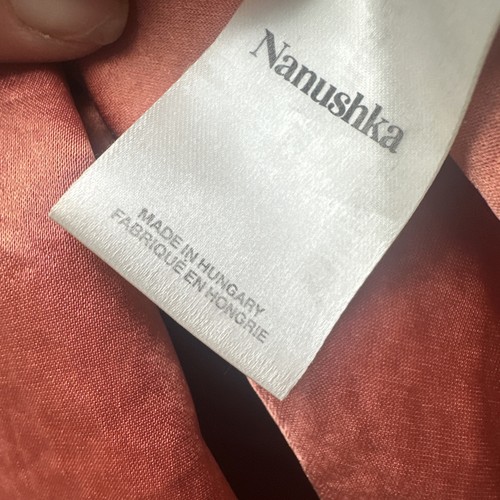 Nanushka
MADE IN HUNGARY
FABRIQUÉ EN HONGRIE